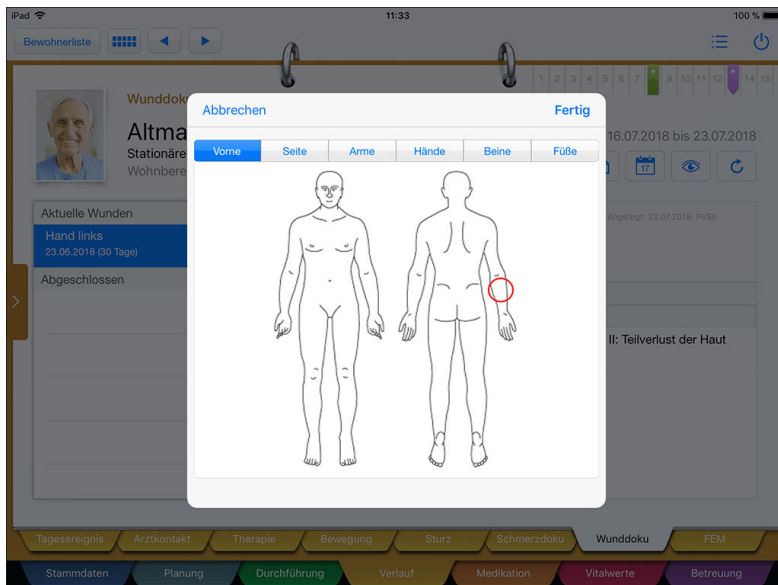 iPad 11:33 100 %
Bewohnerliste
1 2 3 4 5 6 7 9 10 11 12 14 15
Wunddok
Abbrechen Fertig
Altma
16.07.2018 bis 23.07.2018
Stationäre
Wohnbere
17
Vorne Seite Arme Hände Beine Füße
Aktuelle Wunden
Angelegt: 23.07.2018, PeSc
Hand links
23.06.2018 (30 Tage)
Abgeschlossen
II: Teilverlust der Haut
Tagesereignis Arztkontakt Therapie Bewegung Sturz Schmerzdoku Wunddoku FEM
Stammdaten Planung Durchführung Verlauf Medikation Vitalwerte Betreuung